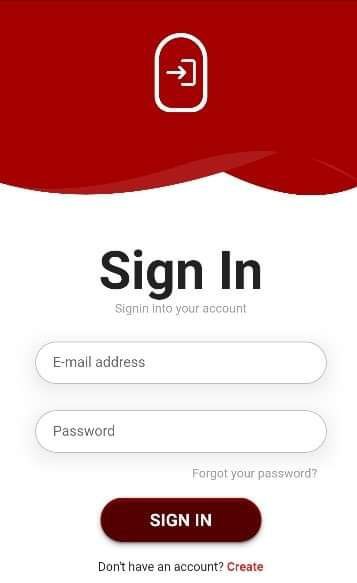 Sign In
Signin into your account
E-mail address
Password
Forgot your password?
SIGN IN
Don't have an account? Create